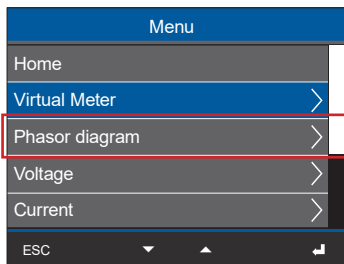 Menu
Home
Virtual Meter
Phasor diagram
Voltage
Current
ESC